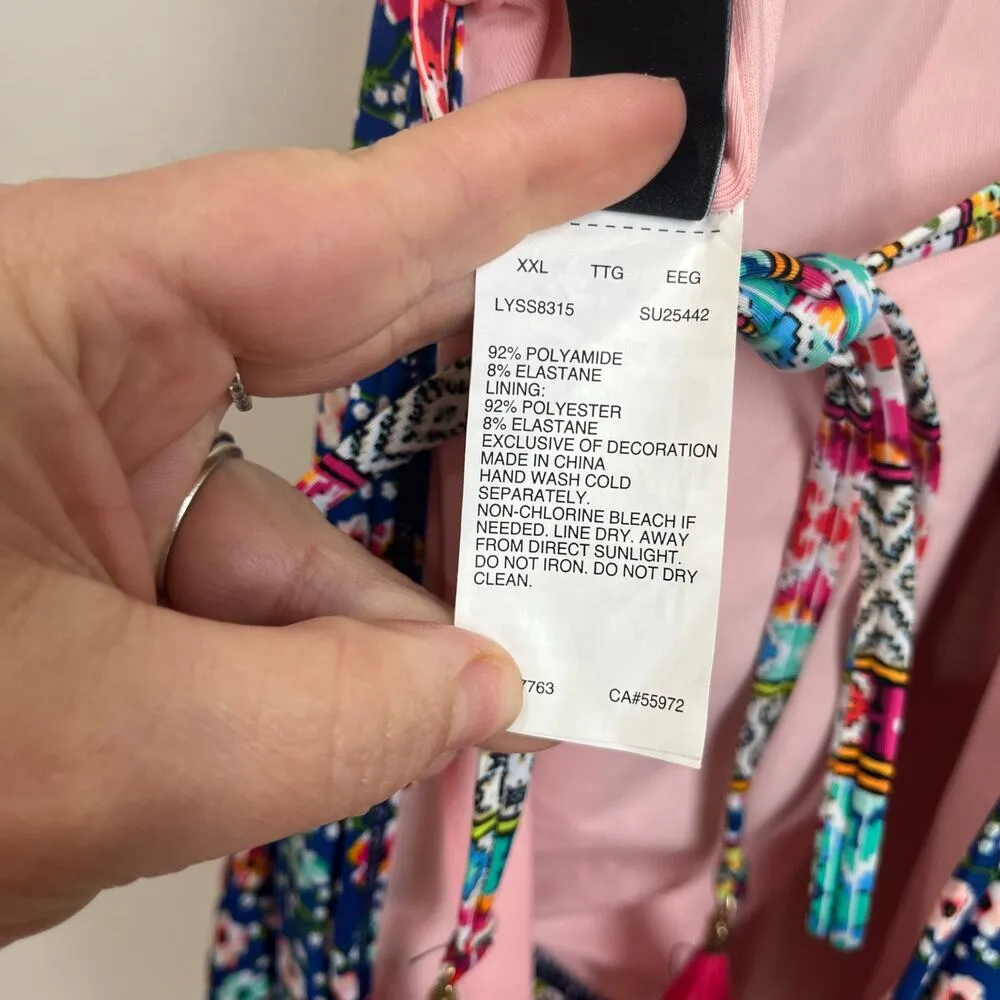 XXL TTG EEG
LYSS8315 SU25442
92% POLYAMIDE
8% ELASTANE
LINING:
92% POLYESTER
8% ELASTANE
EXCLUSIVE OF DECORATION
MADE IN CHINA
HAND WASH COLD
SEPARATELY.
NON-CHLORINE BLEACH IF
NEEDED. LINE DRY. AWAY
FROM DIRECT SUNLIGHT.
DO NOT IRON. DO NOT DRY
CLEAN.
CA#55972